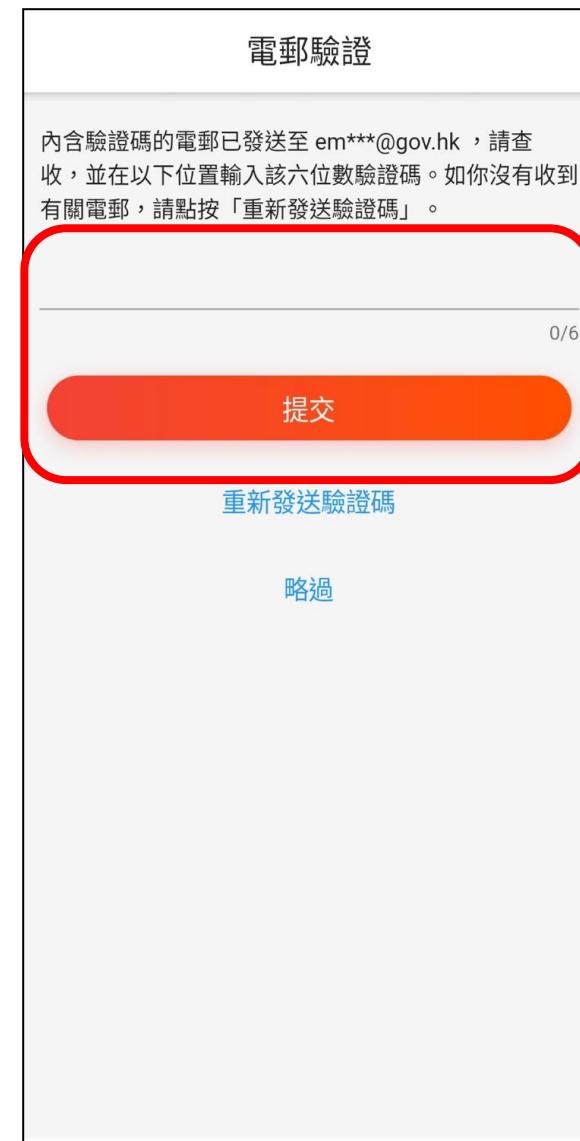 電郵驗證
內含驗證碼的電郵已發送至 em***@gov.hk ，請查
收，並在以下位置輸入該六位數驗證碼。如你沒有收到
有關電郵，請點按「重新發送驗證碼」。
0/6
提交
重新發送驗證碼
略過